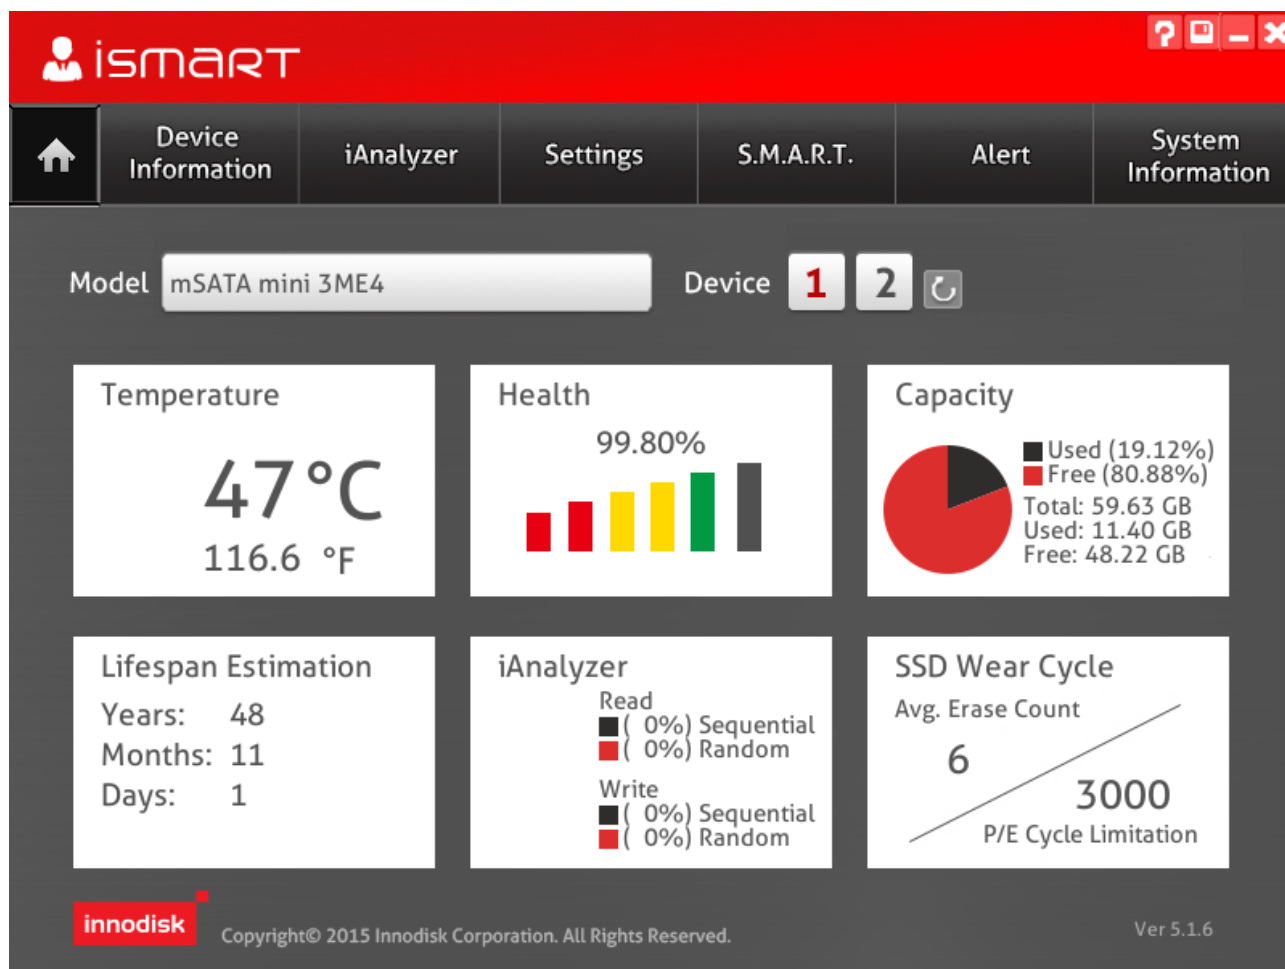 ismart
Device
Information
iAnalyzer
Settings
S.M.A.R.T.
Alert
System
Information
Model
mSATA mini 3ME4
Device
1
2
Temperature
47°C
116.6 °F
Health
99.80%
Capacity
Used (19.12%)
Free (80.88%)
Total: 59.63 GB
Used: 11.40 GB
Free: 48.22 GB
Lifespan Estimation
Years: 48
Months: 11
Days: 1
iAnalyzer
Read
( 0%) Sequential
( 0%) Random
Write
( 0%) Sequential
( 0%) Random
SSD Wear Cycle
Avg. Erase Count
6
3000
P/E Cycle Limitation
innodisk
Copyright© 2015 Innodisk Corporation. All Rights Reserved.
Ver 5.1.6